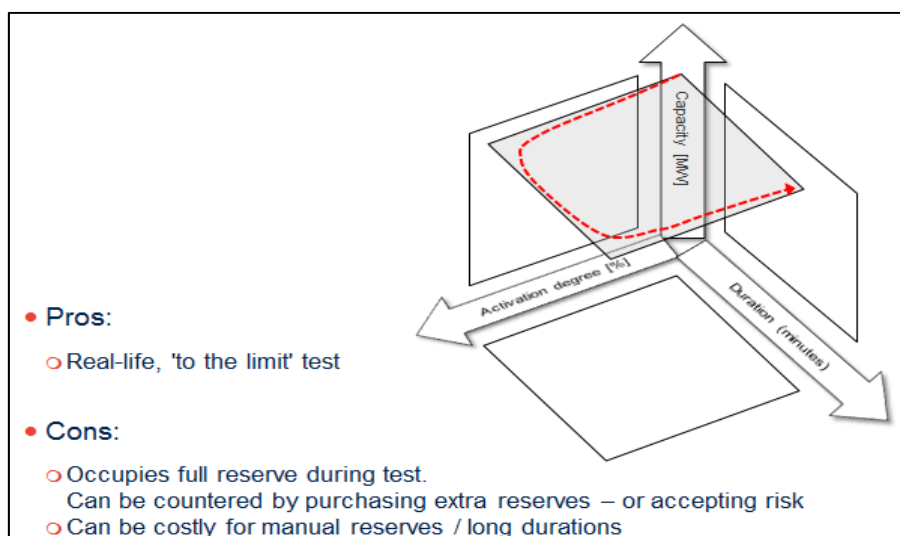 Capacity [MW]
Activation degree [%]
Duration (minutes)
• Pros:
Real-life, 'to the limit' test
• Cons:
Occupies full reserve during test.
Can be countered by purchasing extra reserves – or accepting risk
Can be costly for manual reserves / long durations